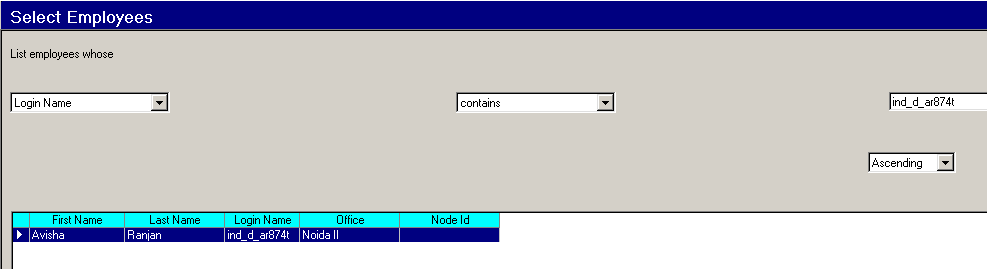 Select Employees
List employees whose
Login Name contains ind_d_ar874t
Ascending
First Name Last Name Login Name Office Node Id
Avisha Ranjan ind_d_ar874t Noida II